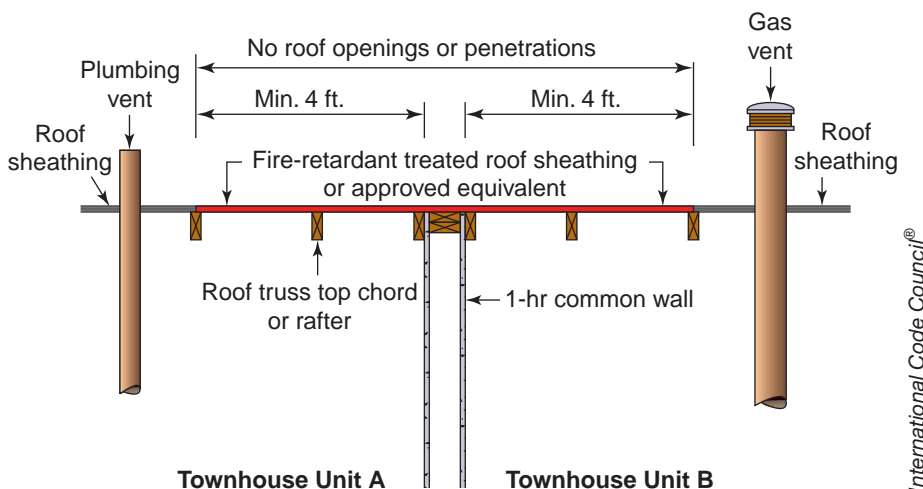 No roof openings or penetrations
Gas
vent
Plumbing
vent
Min. 4 ft.
Min. 4 ft.
Roof
sheathing
Roof
sheathing
Fire-retardant treated roof sheathing
or approved equivalent
Roof truss top chord
or rafter
1-hr common wall
Townhouse Unit A
Townhouse Unit B
International Code Council®